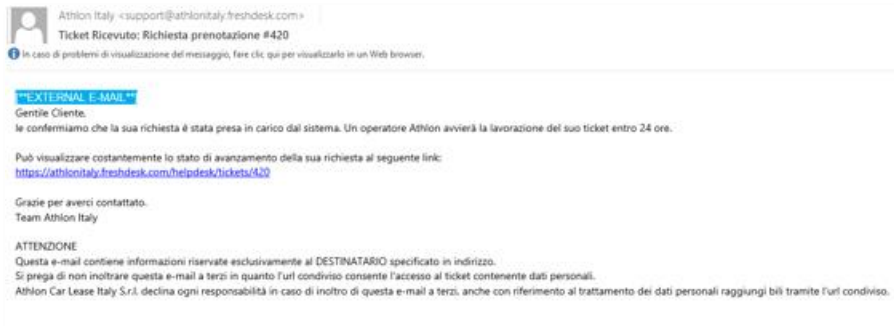 Athlon Italy <support@athlonitaly.freshdesk.com>
Ticket Ricevuto: Richiesta prenotazione #420
In caso di problemi di visualizzazione del messaggio, fare clic qui per visualizzarlo in un Web browser.
[**EXTERNAL E-MAIL**]
Gentile Cliente,
le confermiamo che la sua richiesta è stata presa in carico dal sistema. Un operatore Athlon avvierà la lavorazione del suo ticket entro 24 ore.
Può visualizzare costantemente lo stato di avanzamento della sua richiesta al seguente link:
https://athlonitaly.freshdesk.com/helpdesk/tickets/420
Grazie per averci contattato.
Team Athlon Italy
ATTENZIONE
Questa e-mail contiene informazioni riservate esclusivamente al DESTINATARIO specificato in indirizzo.
Si prega di non inoltrare questa e-mail a terzi in quanto l'url condiviso consente l'accesso al ticket contenente dati personali.
Athlon Car Lease Italy S.r.l. declina ogni responsabilità in caso di inoltro di questa e-mail a terzi, anche con riferimento al trattamento dei dati personali raggiungi bili tramite l'url condiviso.